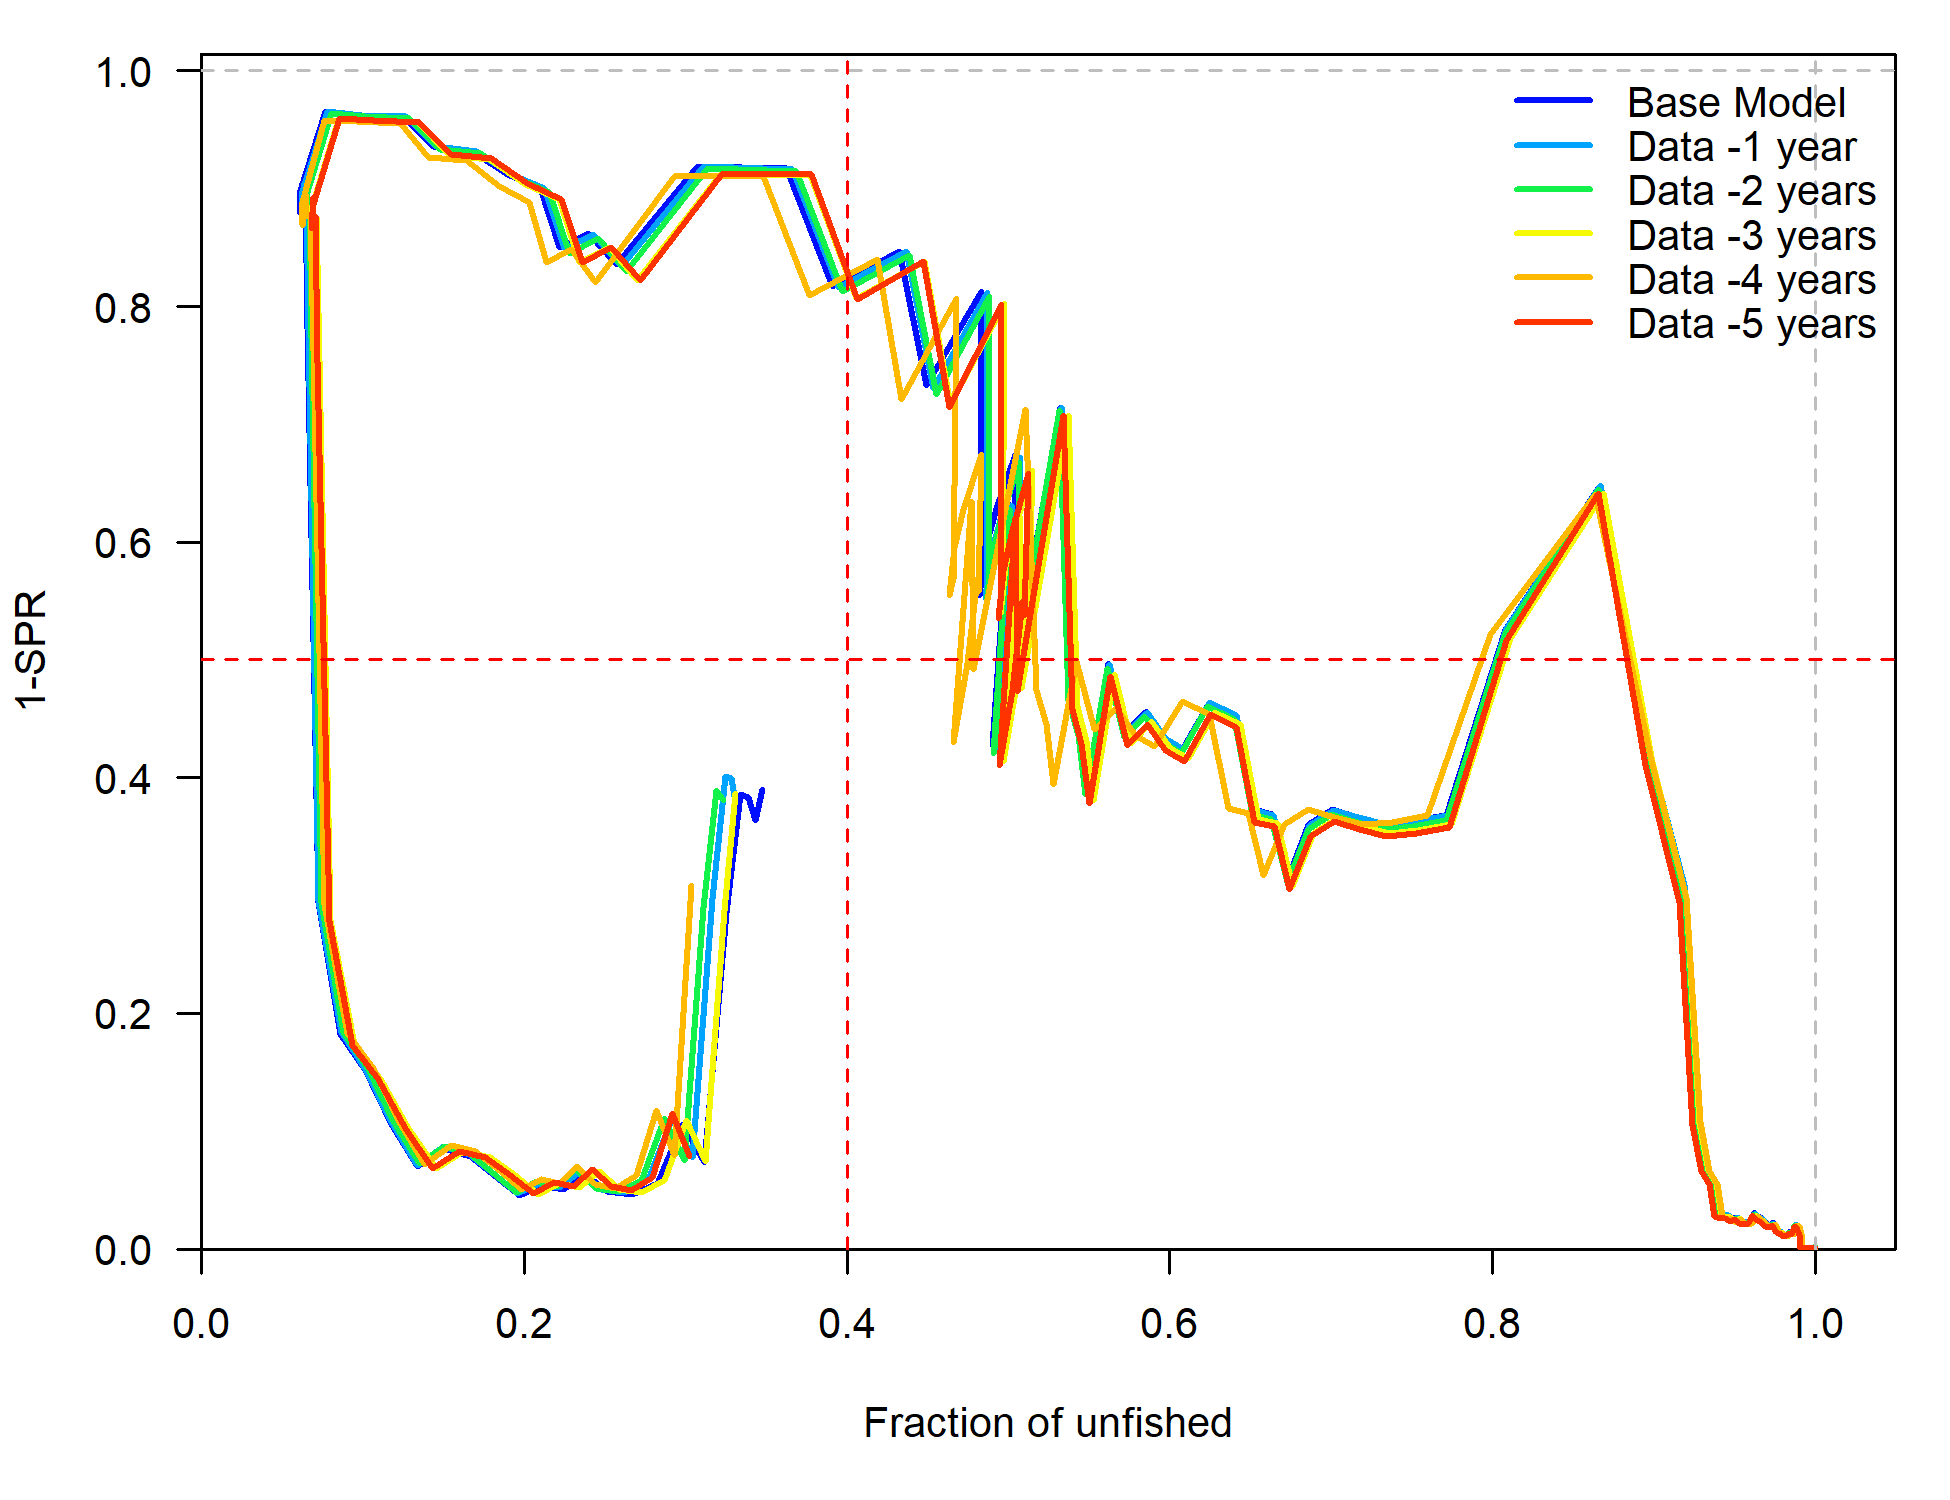 1.0
0.8
0.6
0.4
0.2
0.0
1-SPR
Base Model
Data -1 year
Data -2 years
Data -3 years
Data -4 years
Data -5 years
0.0 0.2 0.4 0.6 0.8 1.0
Fraction of unfished